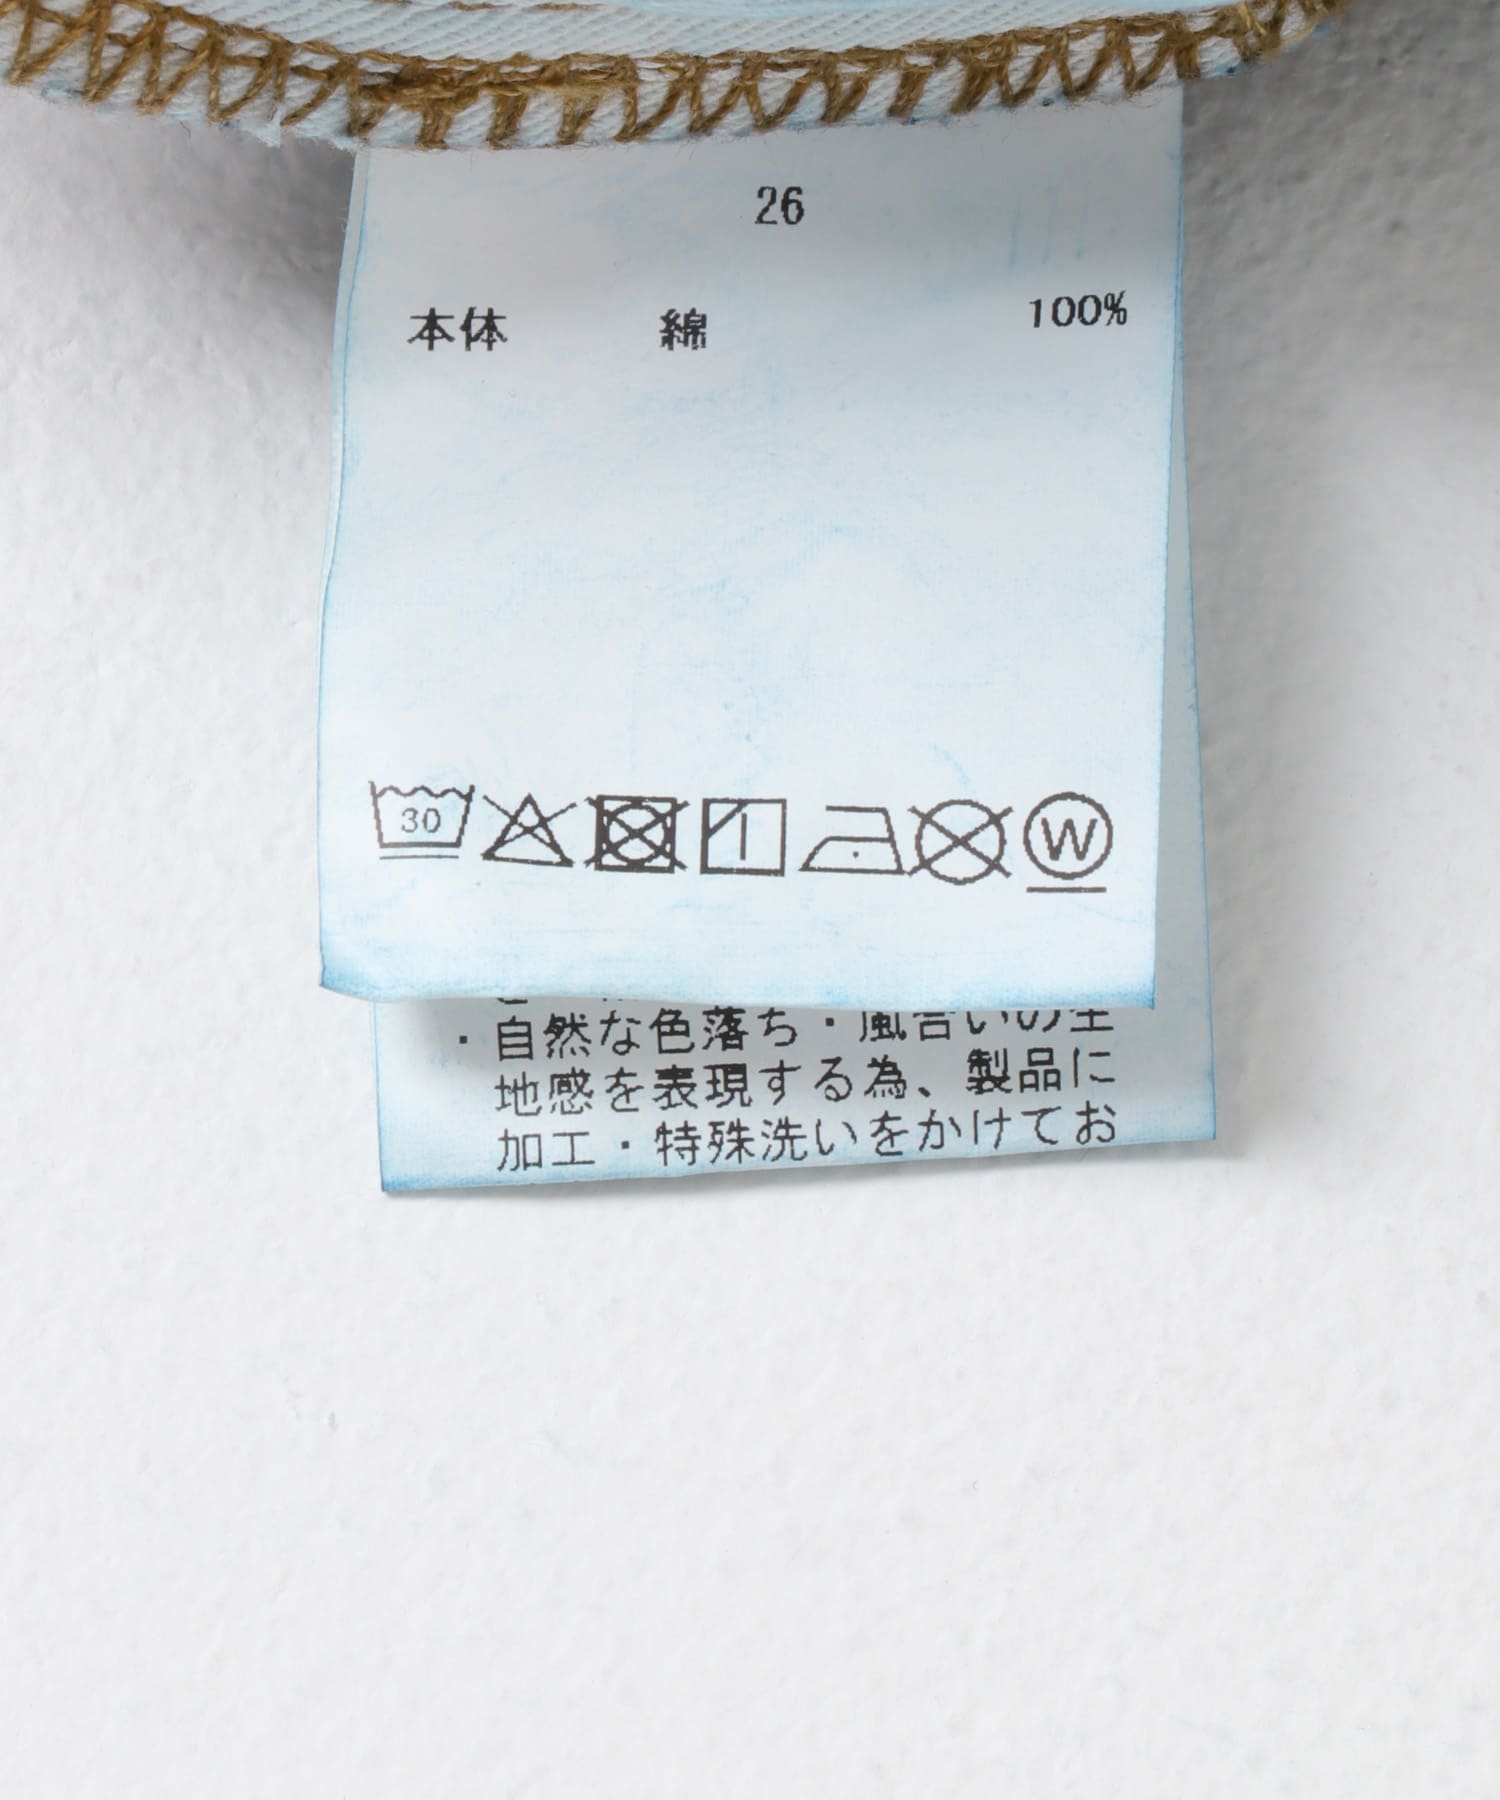 26
本体 綿 100%
30
W
・自然な色落ち・風合いの生
地感を表現する為、製品に
加工・特殊洗いをかけてお